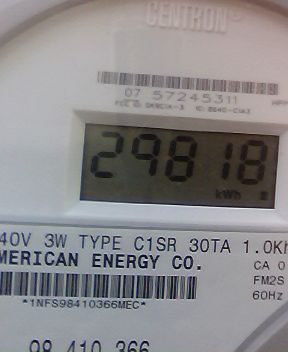 CENTRON®
07 57245311
29818
kWh
40V 3W TYPE C1SR 30TA 1.0Kh
MERICAN ENERGY CO.
CA 0
FM2S
60Hz
*1NFS98410366MEC*
98 410 366